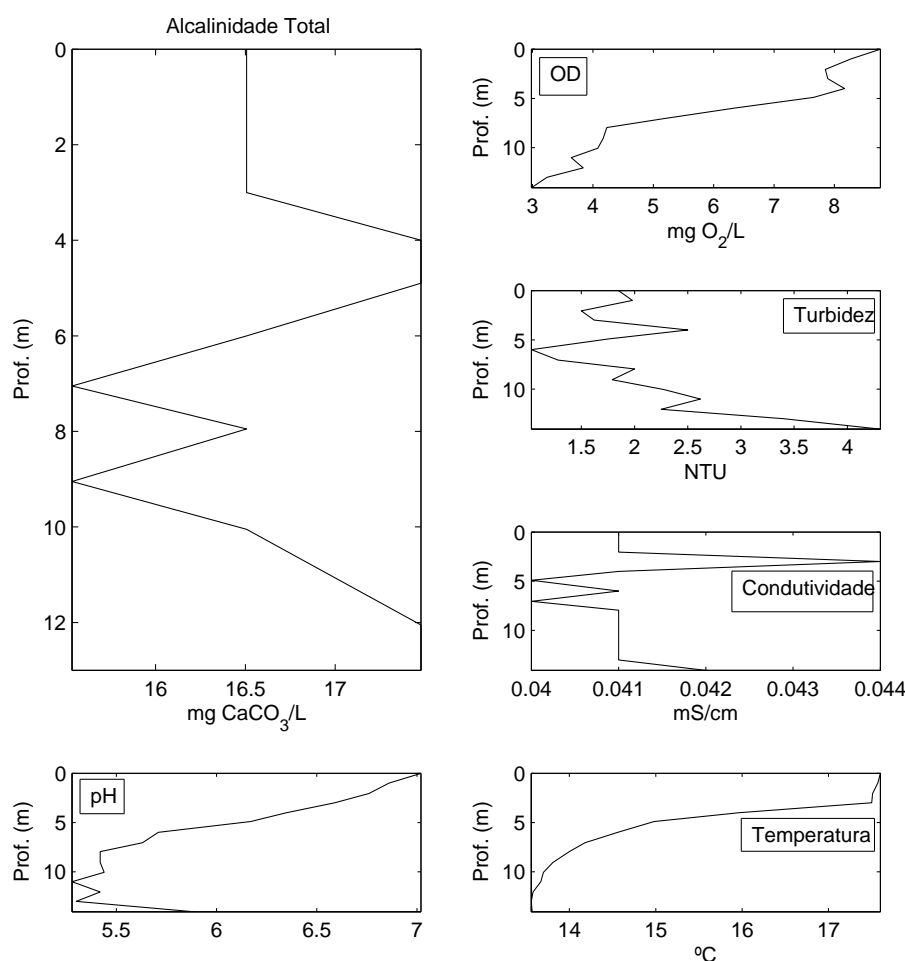 Alcalinidade Total
0
2
4
6
8
10
12
Prof. (m)
16 16.5 17
mg CaCO3/L
0
5
10
Prof. (m)
OD
3 4 5 6 7 8
mg O2/L
0
5
10
Prof. (m)
Turbidez
1.5 2 2.5 3 3.5 4
NTU
0
5
10
Prof. (m)
Condutividade
0.04 0.041 0.042 0.043 0.044
mS/cm
0
5
10
Prof. (m)
pH
5.5 6 6.5 7
0
5
10
Prof. (m)
Temperatura
14 15 16 17
ºC